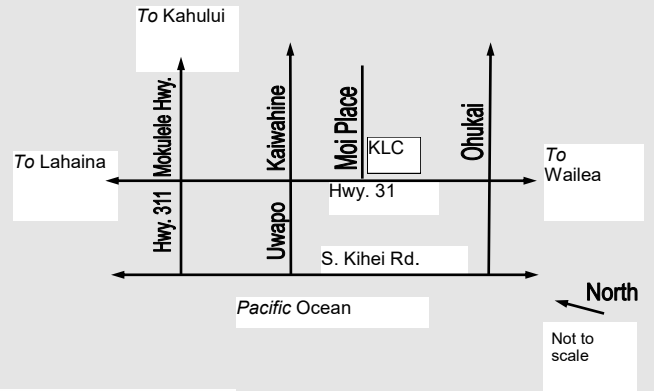 To Kahului
Mokulele Hwy.
Kaiwahine
Moi Place
Ohukai
KLC
To Lahaina
To
Wailea
Hwy. 31
Hwy. 311
Uwapo
S. Kihei Rd.
Pacific Ocean
North
Not to
scale